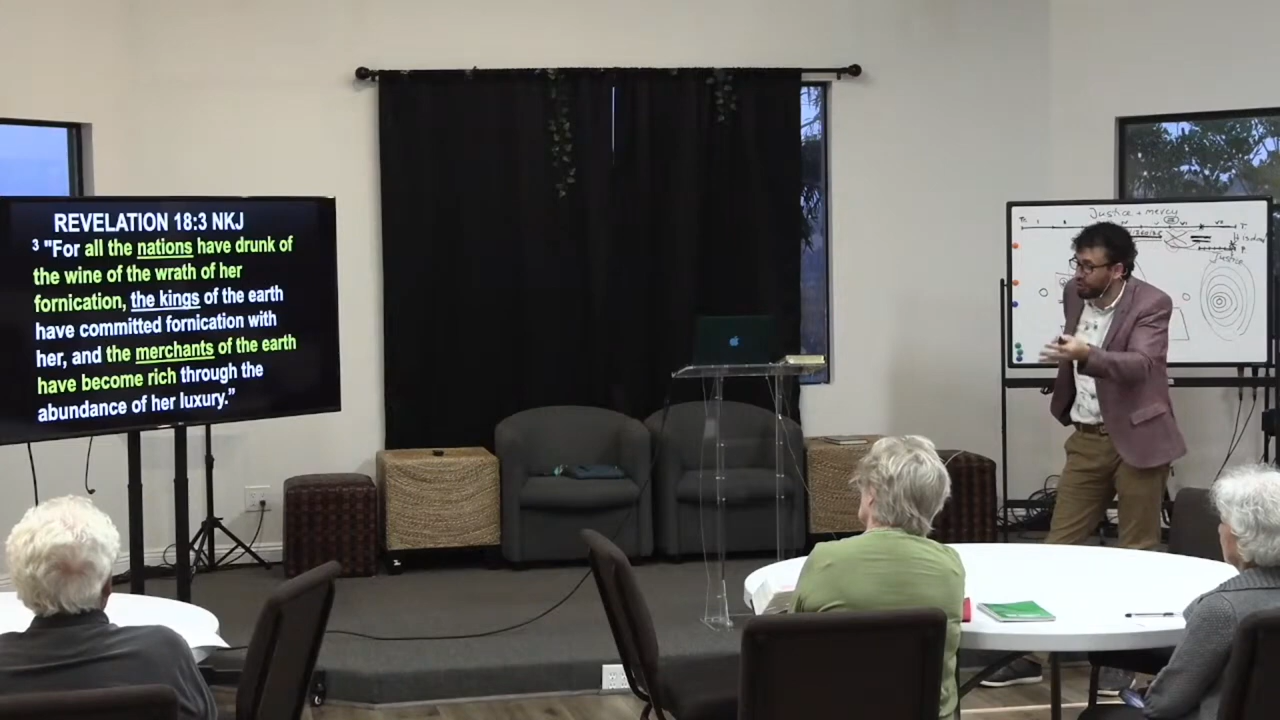 REVELATION 18:3 NKJ
3 "For all the nations have drunk of
the wine of the wrath of her
fornication, the kings of the earth
have committed fornication with
her, and the merchants of the earth
have become rich through the
abundance of her luxury."
Justice + mercy
Justice